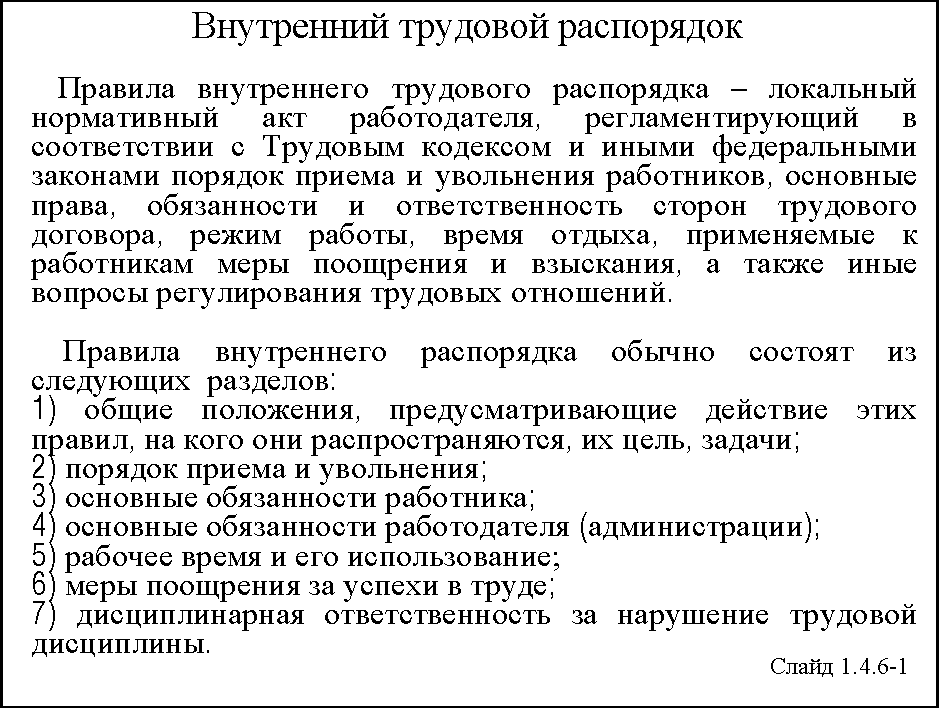 Внутренний трудовой распорядок
Правила внутреннего трудового распорядка – локальный
нормативный акт работодателя, регламентирующий в
соответствии с Трудовым кодексом и иными федеральными
законами порядок приема и увольнения работников, основные
права, обязанности и ответственность сторон трудового
договора, режим работы, время отдыха, применяемые к
работникам меры поощрения и взыскания, а также иные
вопросы регулирования трудовых отношений.
Правила внутреннего распорядка обычно состоят из
следующих разделов:
1) общие положения, предусматривающие действие этих
правил, на кого они распространяются, их цель, задачи;
2) порядок приема и увольнения;
3) основные обязанности работника;
4) основные обязанности работодателя (администрации);
5) рабочее время и его использование;
6) меры поощрения за успехи в труде;
7) дисциплинарная ответственность за нарушение трудовой
дисциплины.
Слайд 1.4.6-1